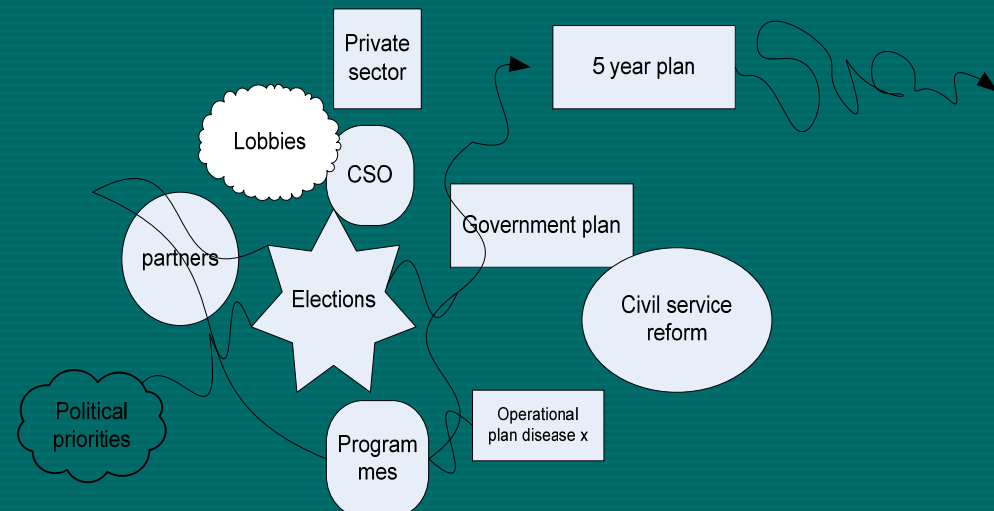 Private
sector
5 year plan
Lobbies
CSO
Government plan
partners
Elections
Civil service
reform
Political
priorities
Operational
plan disease x
Program
mes